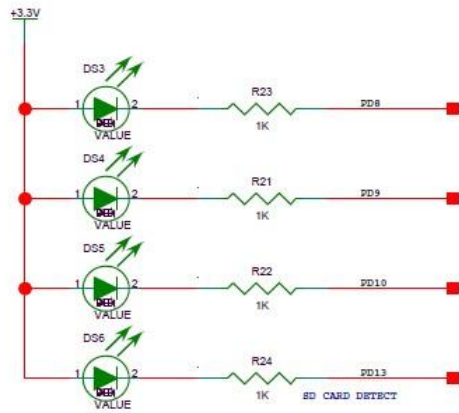 +3.3V
DS3
1 2
VALUE
R23
1K
PD8
DS4
1 2
VALUE
R21
1K
PD9
DS5
1 2
VALUE
R22
1K
PD10
DS6
1 2
VALUE
R24
1K
PD13
SD CARD DETECT